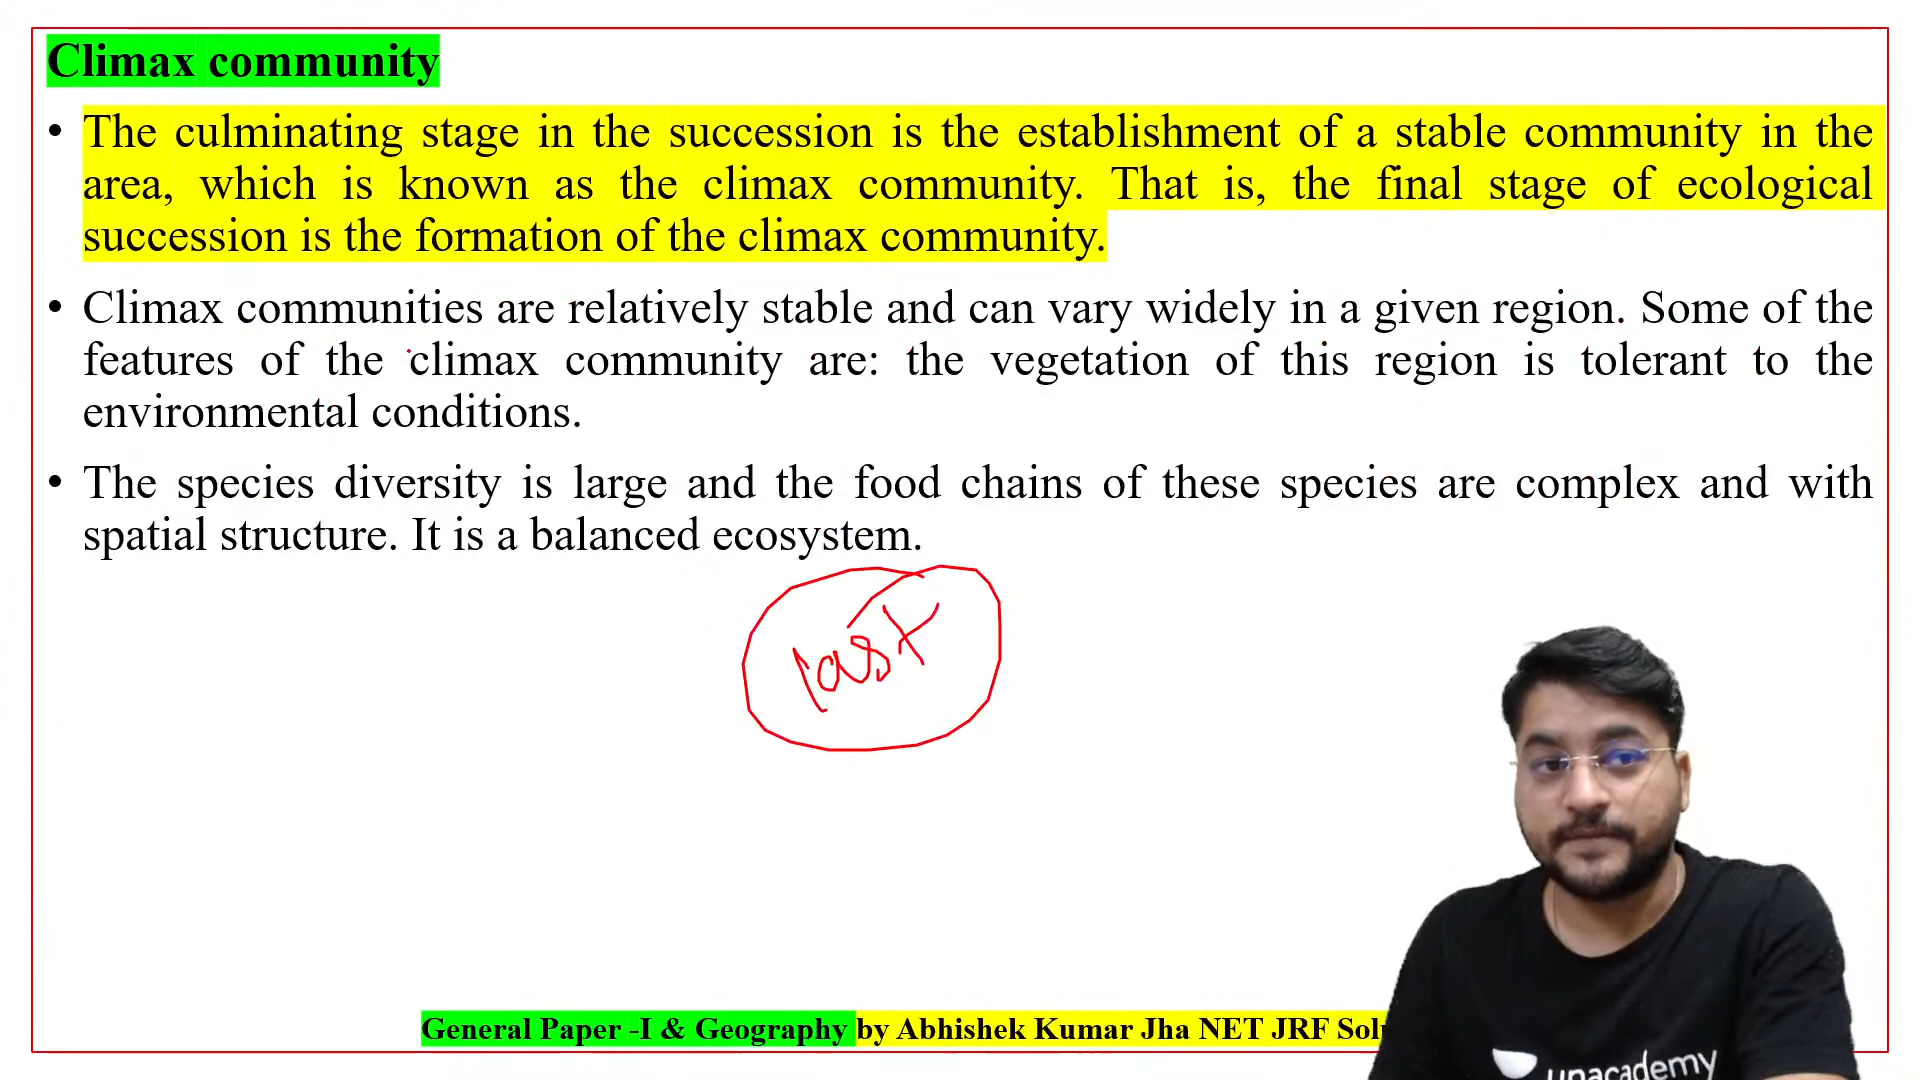 Climax community
• The culminating stage in the succession is the establishment of a stable community in the
area, which is known as the climax community. That is, the final stage of ecological
succession is the formation of the climax community.
• Climax communities are relatively stable and can vary widely in a given region. Some of the
features of the climax community are: the vegetation of this region is tolerant to the
environmental conditions.
• The species diversity is large and the food chains of these species are complex and with
spatial structure. It is a balanced ecosystem.
last
General Paper -I & Geography by Abhishek Kumar Jha NET JRF
unacademy